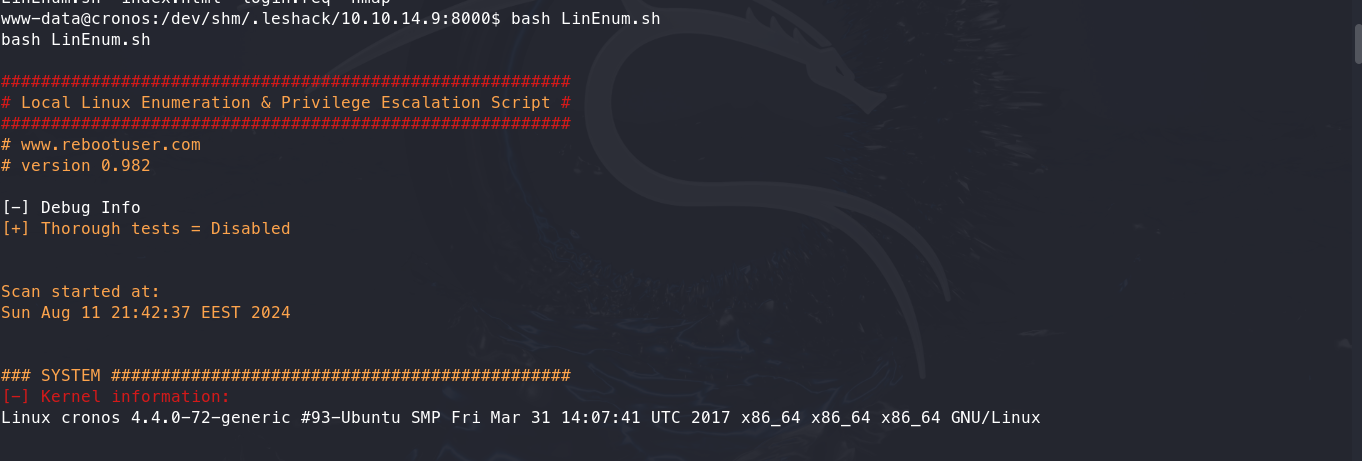 LinEnum.sh index.html login.req nmap
www-data@cronos:/dev/shm/.leshack/10.10.14.9:8000$ bash LinEnum.sh
bash LinEnum.sh
#########################################################
# Local Linux Enumeration & Privilege Escalation Script #
#########################################################
# www.rebootuser.com
# version 0.982
[-] Debug Info
[+] Thorough tests = Disabled
Scan started at:
Sun Aug 11 21:42:37 EEST 2024
### SYSTEM ##############################################
[-] Kernel information:
Linux cronos 4.4.0-72-generic #93-Ubuntu SMP Fri Mar 31 14:07:41 UTC 2017 x86_64 x86_64 x86_64 GNU/Linux